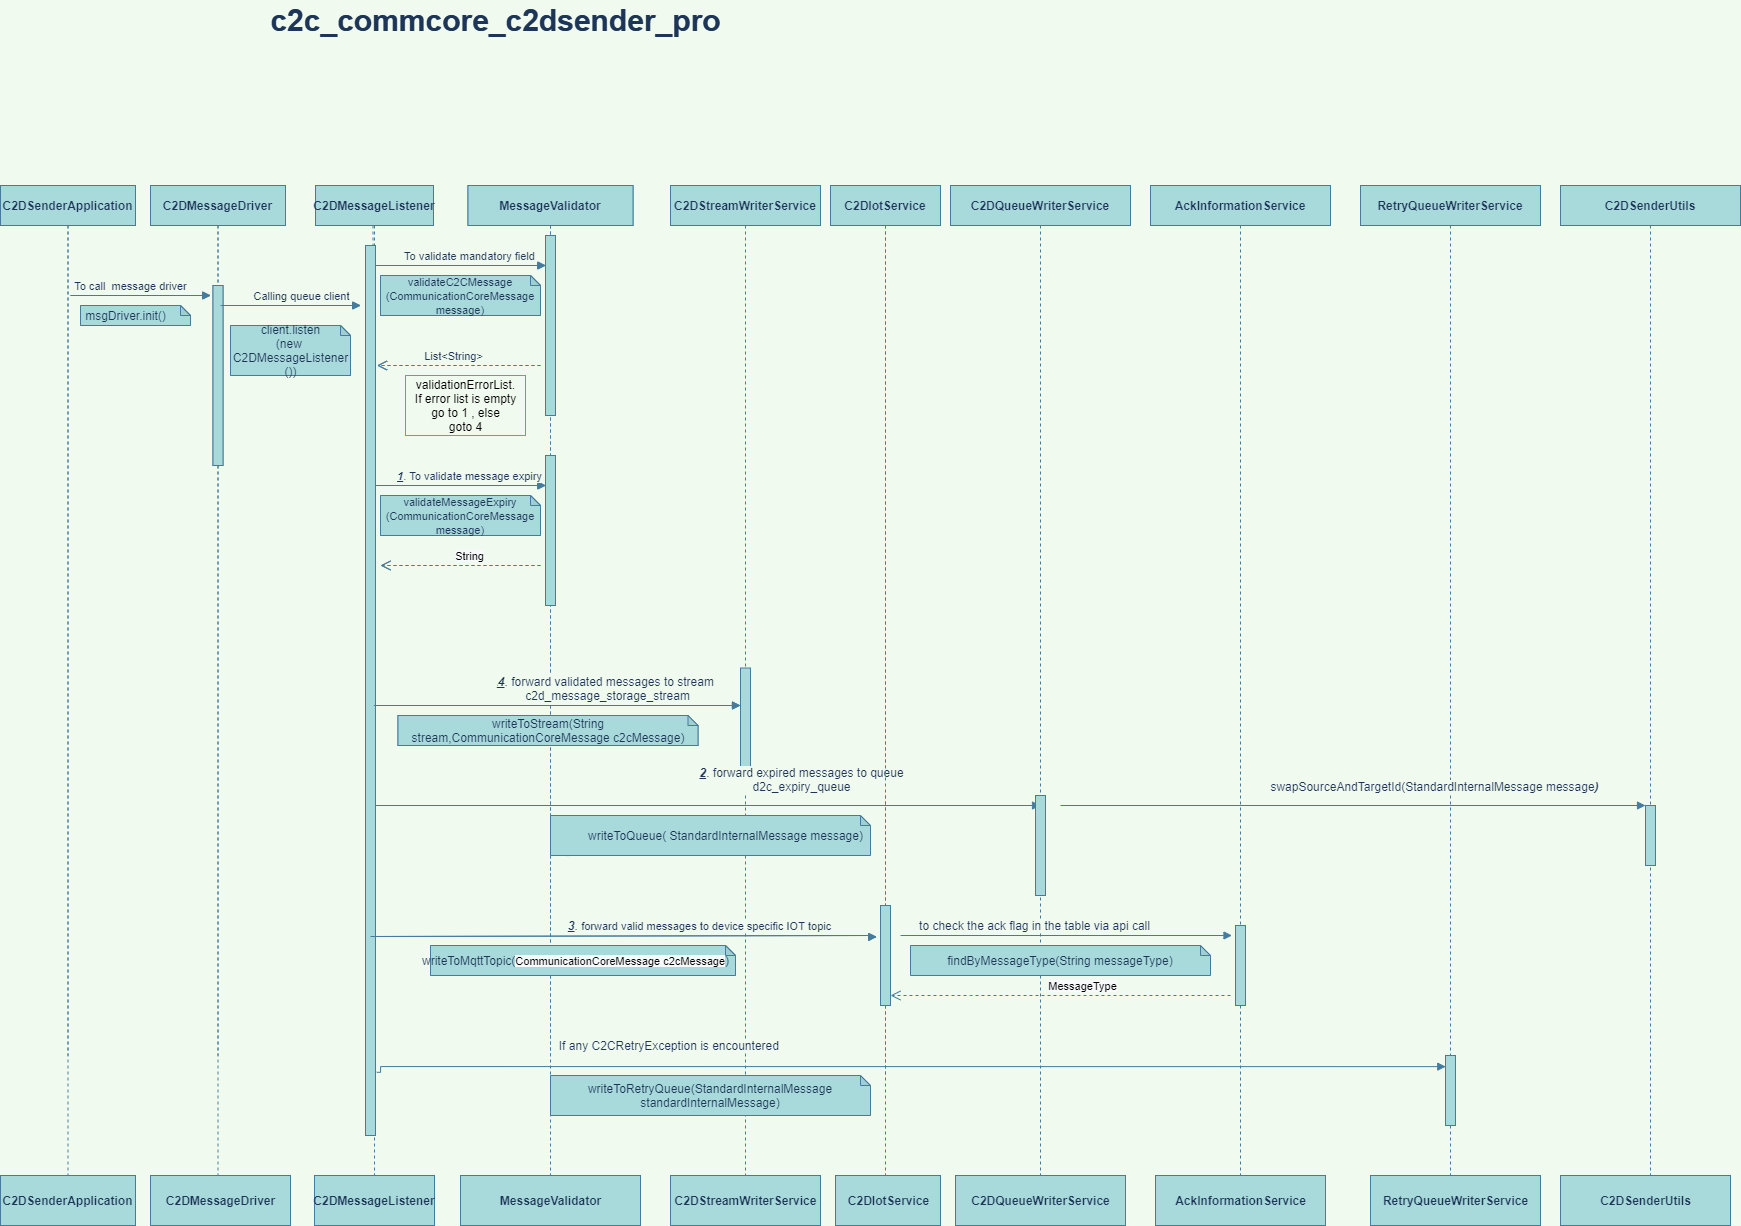 c2c_commcore_c2dsender_pro
C2DSenderApplication
C2DMessageDriver
C2DMessageListener
MessageValidator
C2DStreamWriterService
C2DIotService
C2DQueueWriterService
AckInformationService
RetryQueueWriterService
C2DSenderUtils
To validate mandatory field
validateC2CMessage
(CommunicationCoreMessage
message)
To call  message driver
msgDriver.init()
Calling queue client
client.listen
(new
C2DMessageListener
())
List<String>
validationErrorList.
If error list is empty
go to 1 , else
goto 4
1. To validate message expiry
validateMessageExpiry
(CommunicationCoreMessage
message)
String
4. forward validated messages to stream
c2d_message_storage_stream
writeToStream(String
stream,CommunicationCoreMessage c2cMessage)
2. forward expired messages to queue
d2c_expiry_queue
swapSourceAndTargetId(StandardInternalMessage message)
writeToQueue( StandardInternalMessage message)
3. forward valid messages to device specific IOT topic
writeToMqttTopic(CommunicationCoreMessage c2cMessage)
to check the ack flag in the table via api call
findByMessageType(String messageType)
MessageType
If any C2CRetryException is encountered
writeToRetryQueue(StandardInternalMessage
standardInternalMessage)
C2DSenderApplication
C2DMessageDriver
C2DMessageListener
MessageValidator
C2DStreamWriterService
C2DIotService
C2DQueueWriterService
AckInformationService
RetryQueueWriterService
C2DSenderUtils